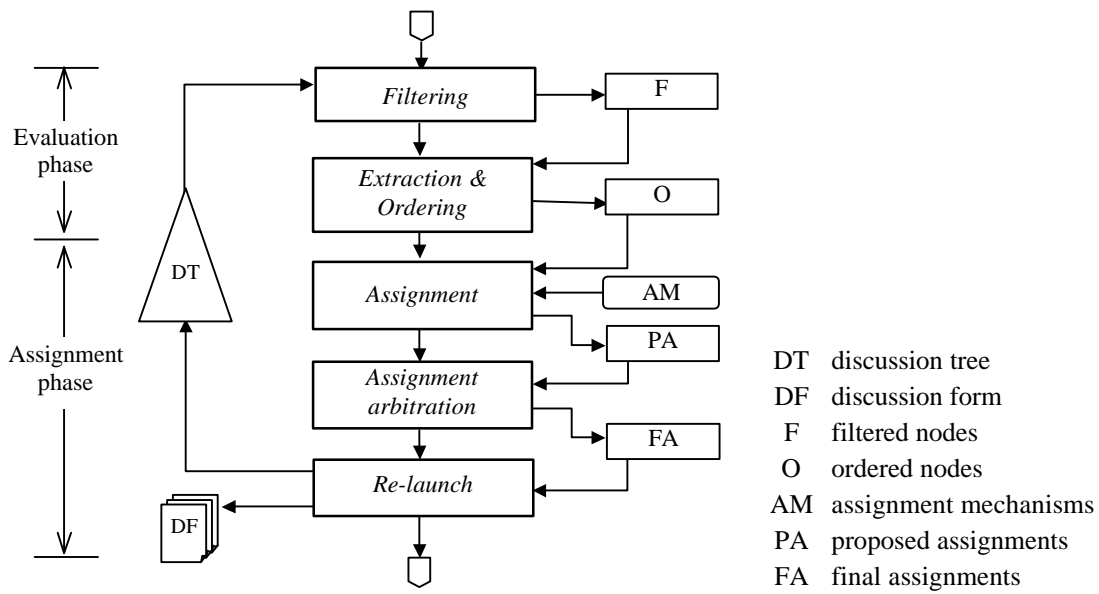 Filtering
F
Evaluation
phase
Extraction &
Ordering
O
DT
Assignment
AM
PA
Assignment
phase
Assignment
arbitration
FA
Re-launch
DF
DT discussion tree
DF discussion form
F filtered nodes
O ordered nodes
AM assignment mechanisms
PA proposed assignments
FA final assignments